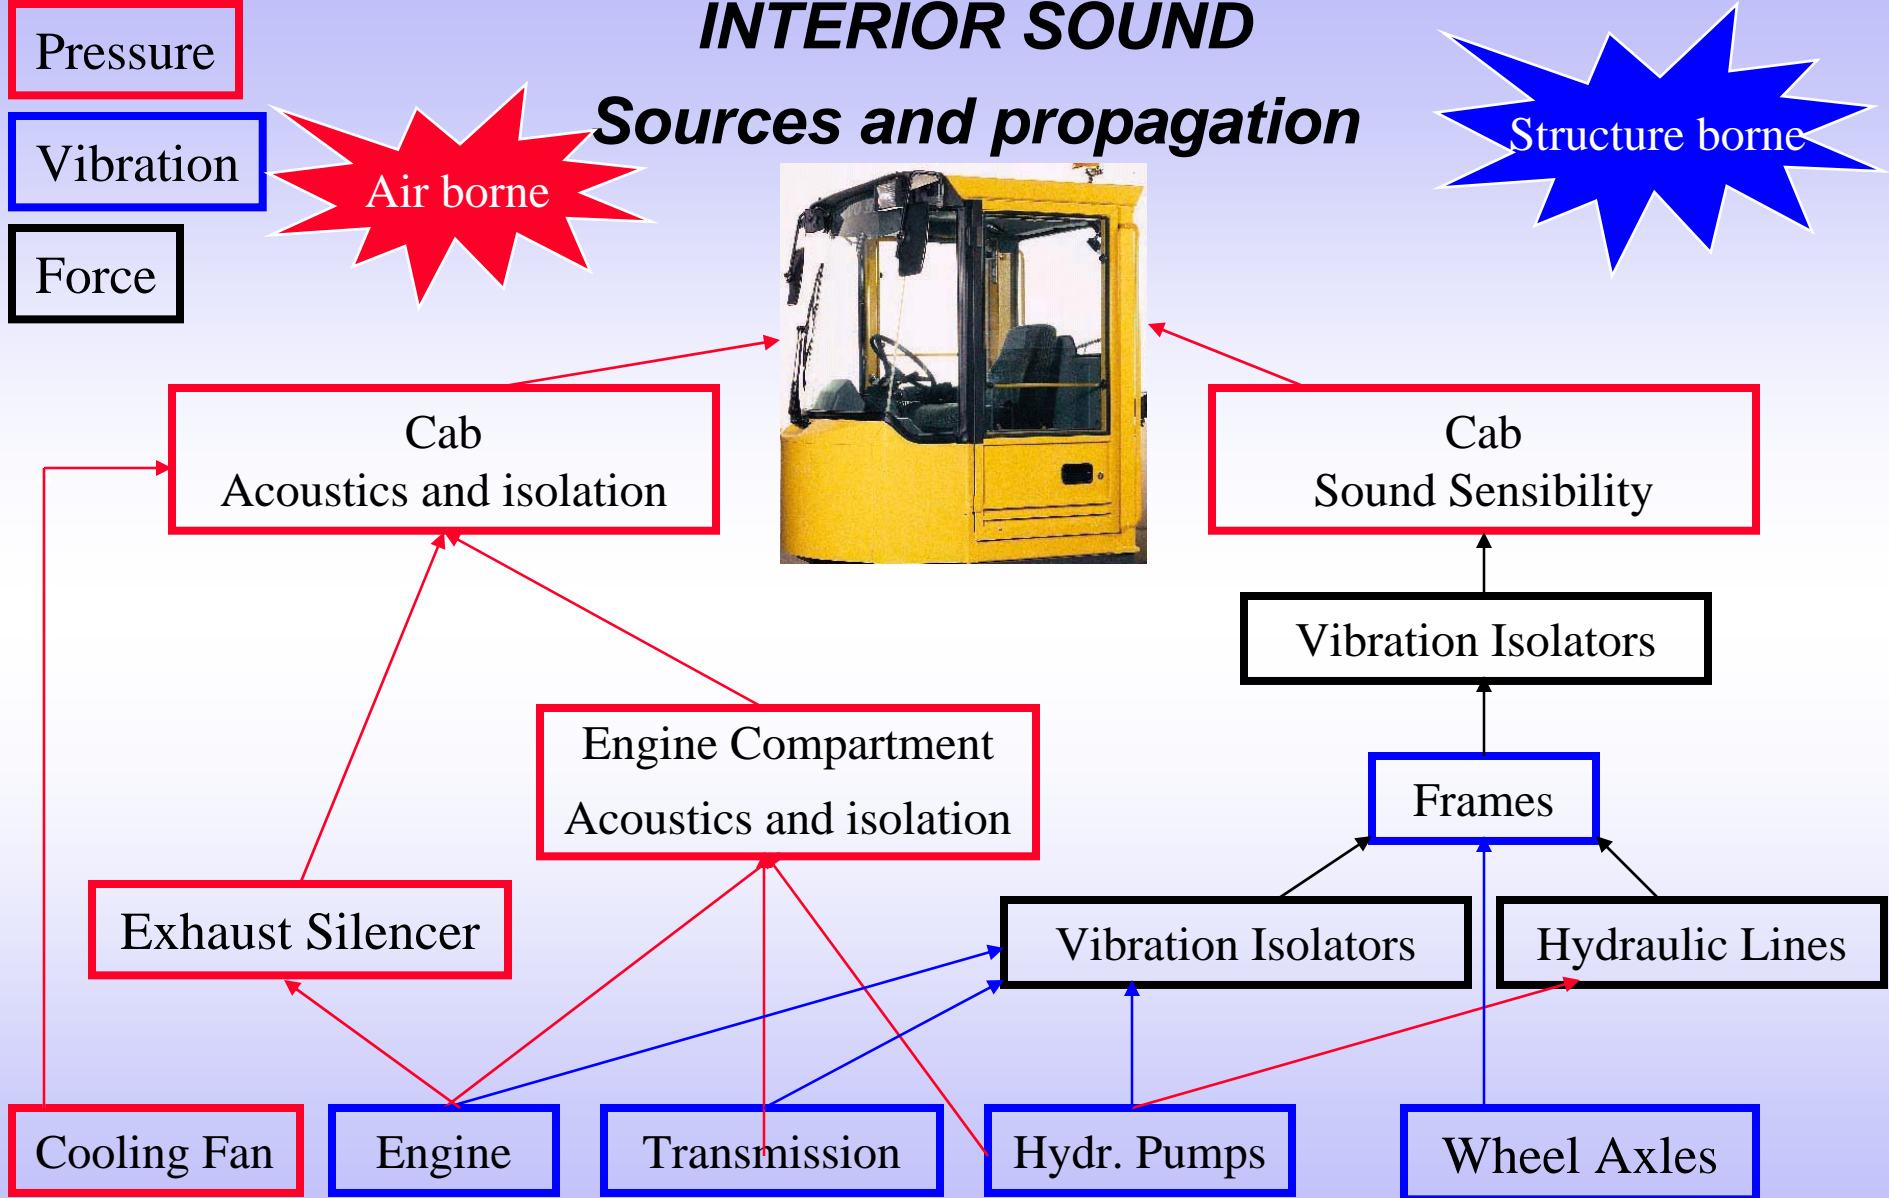 INTERIOR SOUND
Sources and propagation
Pressure
Vibration
Force
Air borne
Structure borne
Cab
Acoustics and isolation
Cab
Sound Sensibility
Vibration Isolators
Engine Compartment
Acoustics and isolation
Frames
Exhaust Silencer
Vibration Isolators
Hydraulic Lines
Cooling Fan
Engine
Transmission
Hydr. Pumps
Wheel Axles